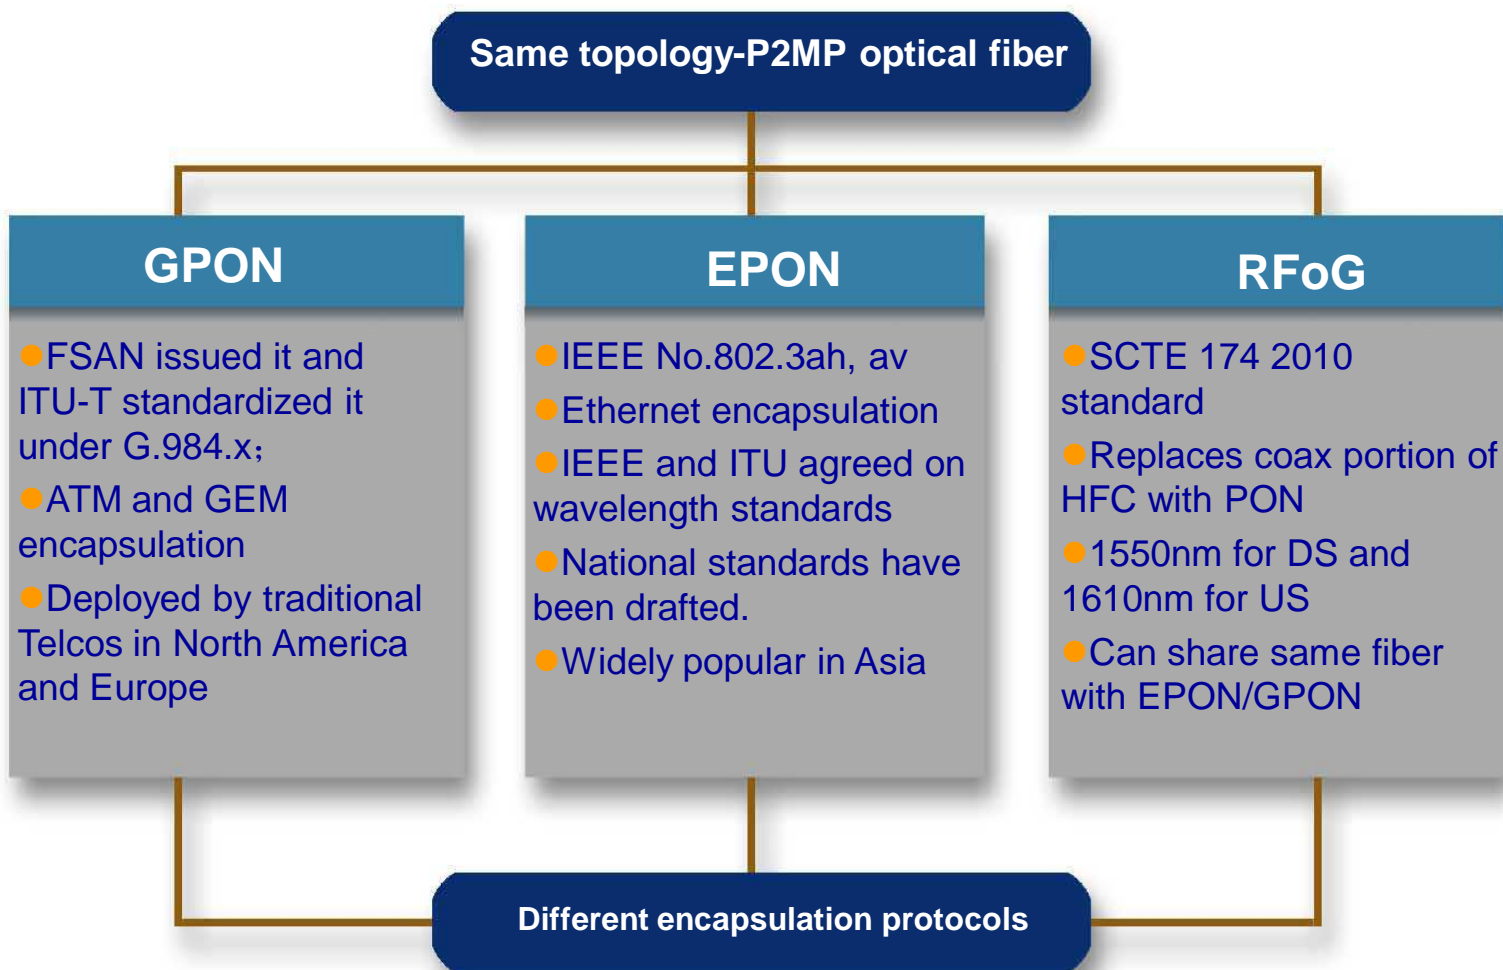 Same topology-P2MP optical fiber
GPON
●FSAN issued it and
ITU-T standardized it
under G.984.x；
●ATM and GEM
encapsulation
●Deployed by traditional
Telcos in North America
and Europe
EPON
●IEEE No.802.3ah, av
●Ethernet encapsulation
●IEEE and ITU agreed on
wavelength standards
●National standards have
been drafted.
●Widely popular in Asia
RFoG
●SCTE 174 2010
standard
●Replaces coax portion of
HFC with PON
●1550nm for DS and
1610nm for US
●Can share same fiber
with EPON/GPON
Different encapsulation protocols